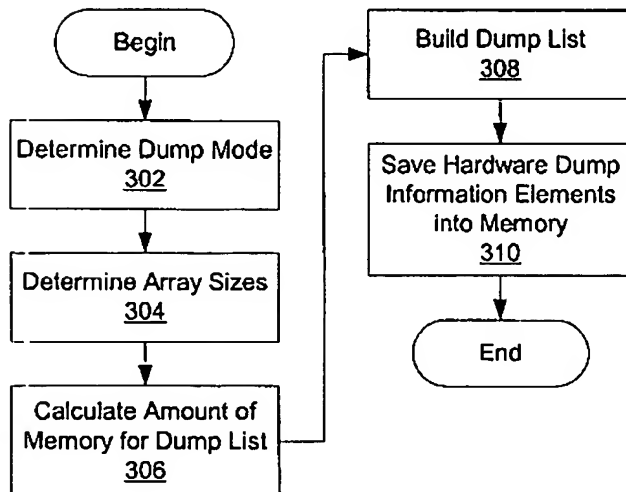 Begin
Determine Dump Mode
302
Determine Array Sizes
304
Calculate Amount of
Memory for Dump List
306
Build Dump List
308
Save Hardware Dump
Information Elements
into Memory
310
End